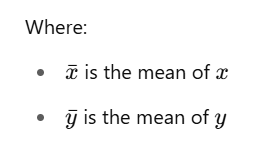 Where:
• x̄ is the mean of x
• ȳ is the mean of y